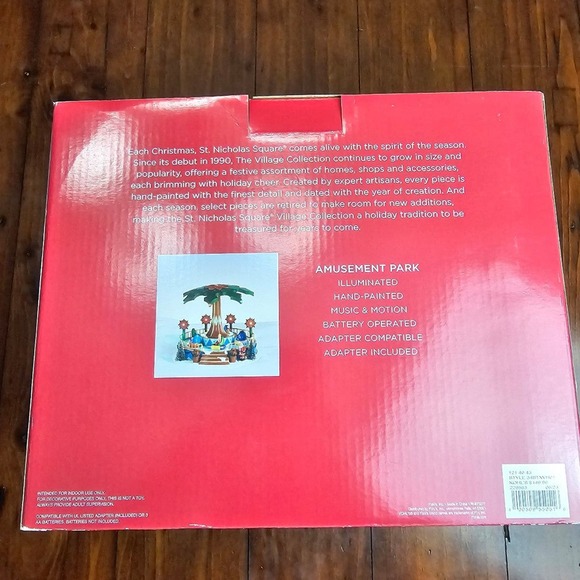 Each Christmas, St. Nicholas Square® comes alive with the spirit of the season.
Since its debut in 1990, The Village Collection continues to grow in size and
popularity, offering a festive assortment of homes, shops and accessories,
each brimming with holiday cheer. Created by expert artisans, every piece is
hand-painted with the finest detail and dated with the year of creation. And
each season, select pieces are retired to make room for new additions,
making the St. Nicholas Square® Village Collection a holiday tradition to be
treasured for years to come.
AMUSEMENT PARK
ILLUMINATED
HAND-PAINTED
MUSIC & MOTION
BATTERY OPERATED
ADAPTER COMPATIBLE
ADAPTER INCLUDED
INTENDED FOR INDOOR USE ONLY.
FOR DECORATIVE PURPOSES ONLY, THIS IS NOT A TOY.
ALWAYS PROVIDE ADULT SUPERVISION.
COMPATIBLE WITH UL LISTED ADAPTER (INCLUDED) OR 3
AA BATTERIES. BATTERIES NOT INCLUDED.